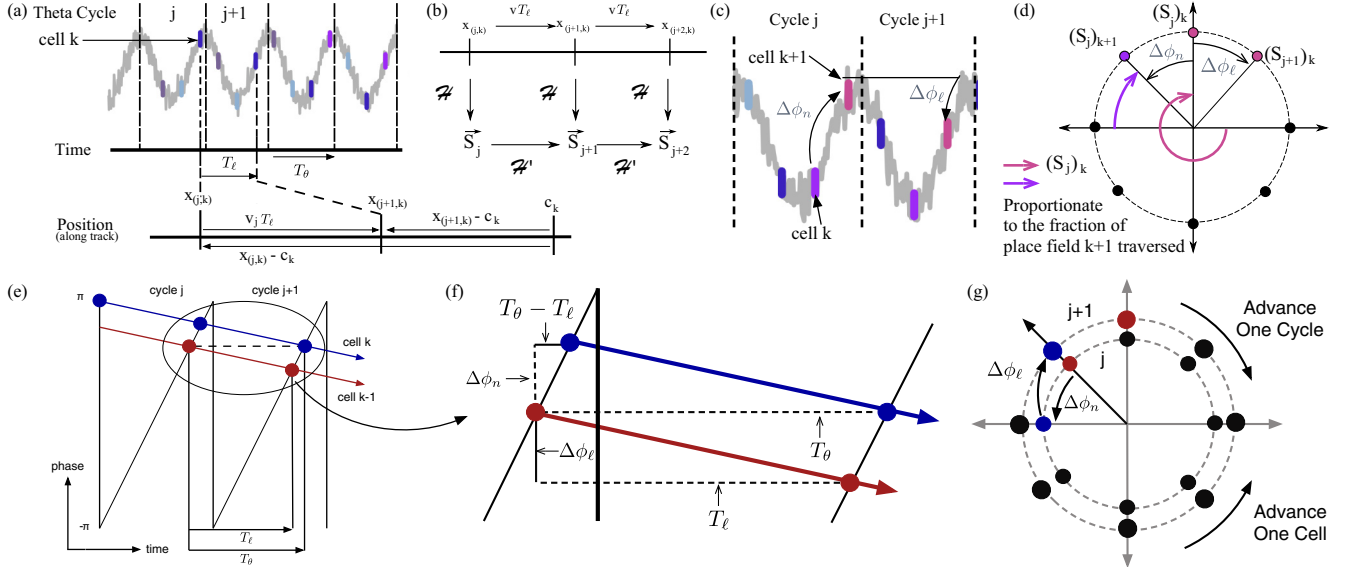 (a)
Theta Cycle
j
j+1
cell k
Time
T_ℓ
T_θ
x_(j,k)
x_(j+1,k)
c_k
Position
(along track)
v_j T_ℓ
x_(j+1,k) - c_k
x_(j,k) - c_k
(b)
vT_ℓ
vT_ℓ
x_(j,k)
x_(j+1,k)
x_(j+2,k)
ℋ
ℋ
ℋ
S⃗_j
S⃗_j+1
S⃗_j+2
ℋ'
ℋ'
(c)
Cycle j
Cycle j+1
cell k+1
Δϕ_n
Δϕ_ℓ
cell k
(d)
(S_j)_k
(S_j)_k+1
Δϕ_n
Δϕ_ℓ
(S_j+1)_k
(S_j)_k
Proportionate
to the fraction of
place field k+1 traversed
(e)
π
cycle j
cycle j+1
cell k
cell k-1
phase
-π
time
T_ℓ
T_θ
(f)
T_θ − T_ℓ
Δϕ_n
Δϕ_ℓ
T_θ
T_ℓ
(g)
j+1
j
Δϕ_ℓ
Δϕ_n
Advance
One Cycle
Advance
One Cell